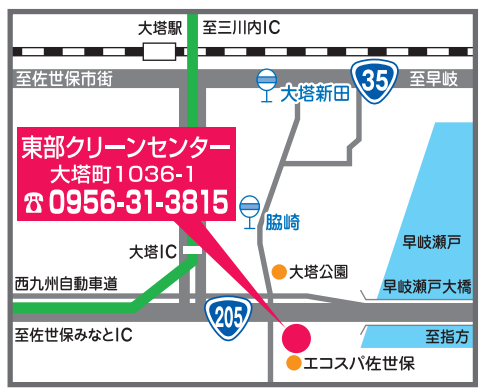 大塔駅
至三川内IC
至佐世保市街
35
至早岐
大塔新田
東部クリーンセンター
大塔町1036-1
☎0956-31-3815
脇崎
大塔IC
早岐瀬戸
大塔公園
西九州自動車道
早岐瀬戸大橋
205
至佐世保みなとIC
至指方
エコスパ佐世保